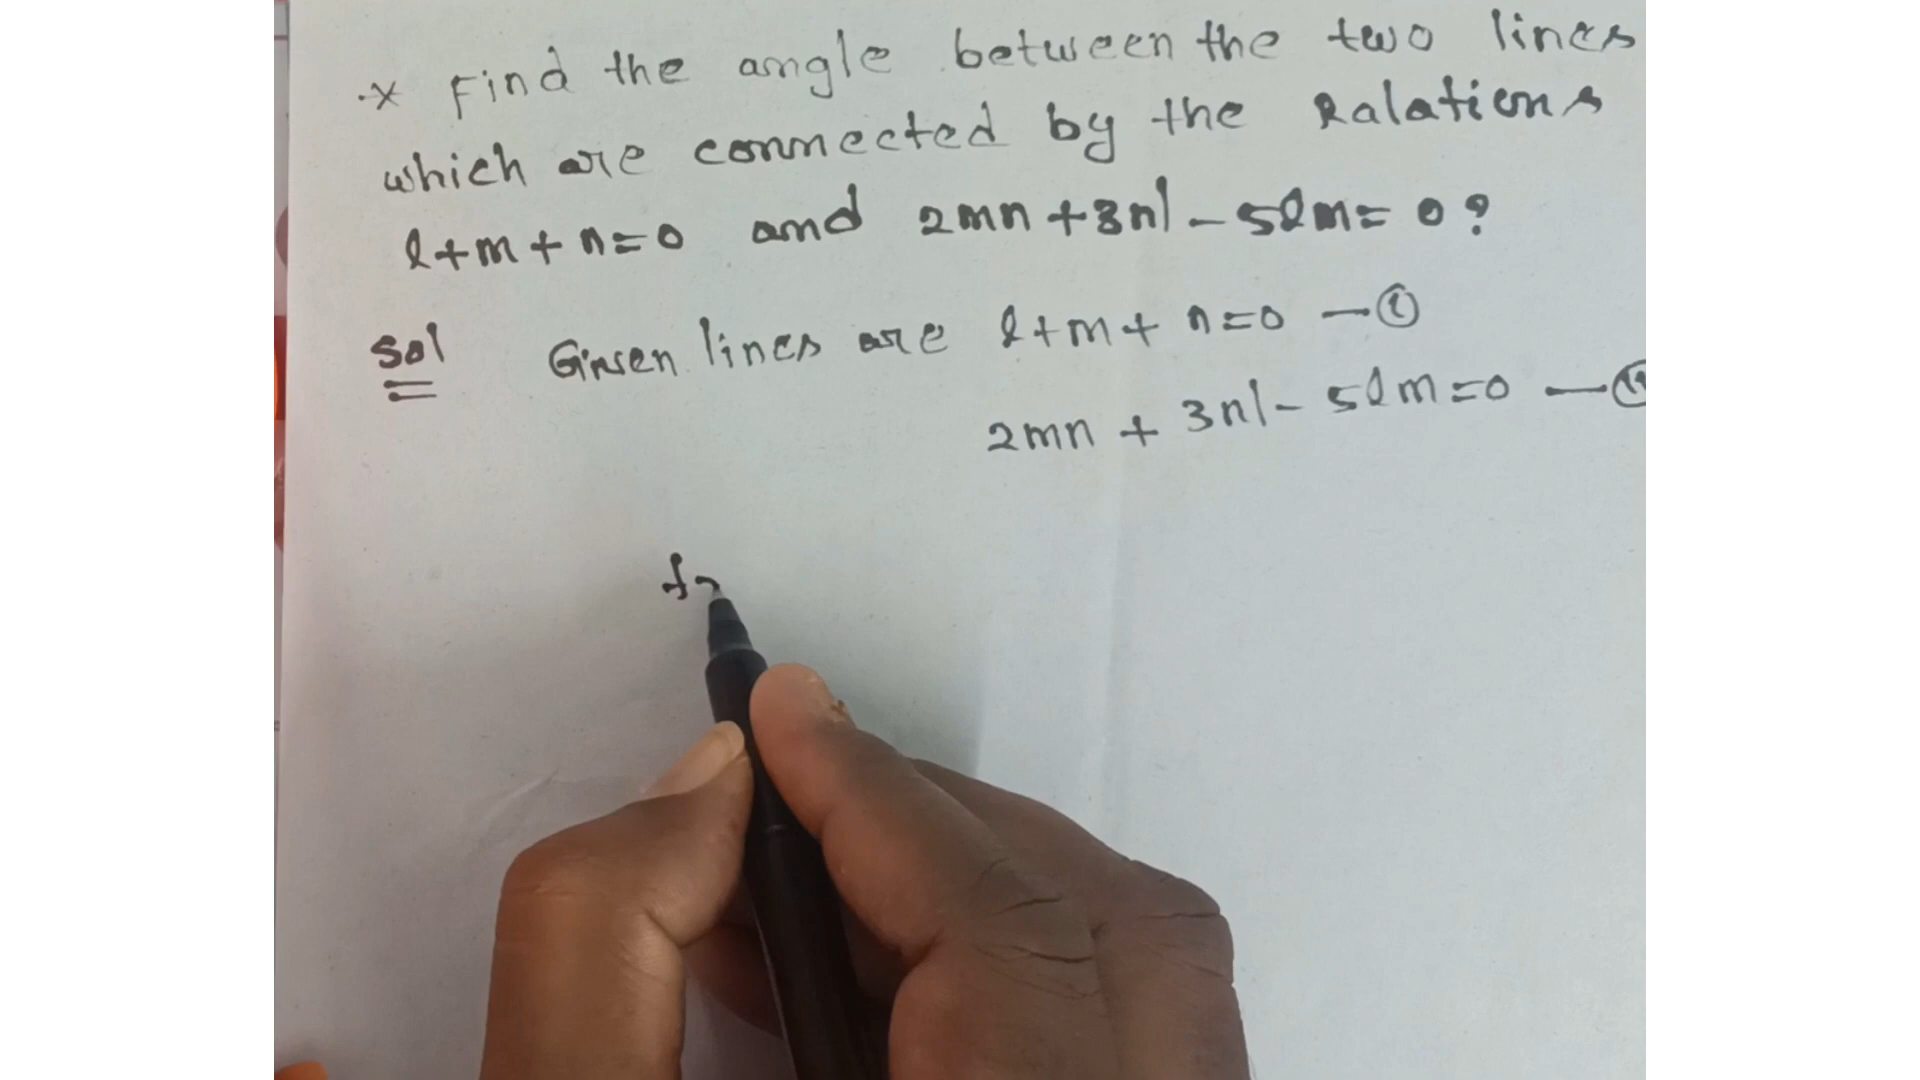 * Find the angle between the two lines
which are connected by the Ralations
l+m+n=0 and 2mn+3nl-5lm=0?
Sol Given lines are l+m+n=0 —①
2mn+3nl-5lm=0 —⑪